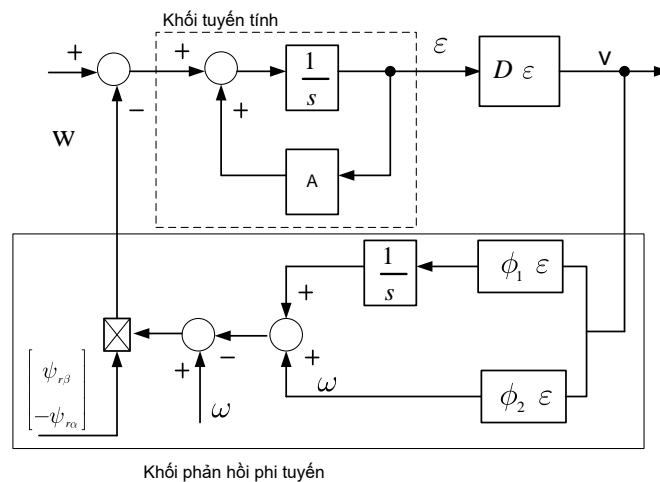 Khối tuyến tính
+
+
1
s
ε
D ε
v
−
+
w
A
1
s
ϕ₁ ε
+
+
−
+
ω
ϕ₂ ε
ω
ψrβ
−ψrα
Khối phản hồi phi tuyến